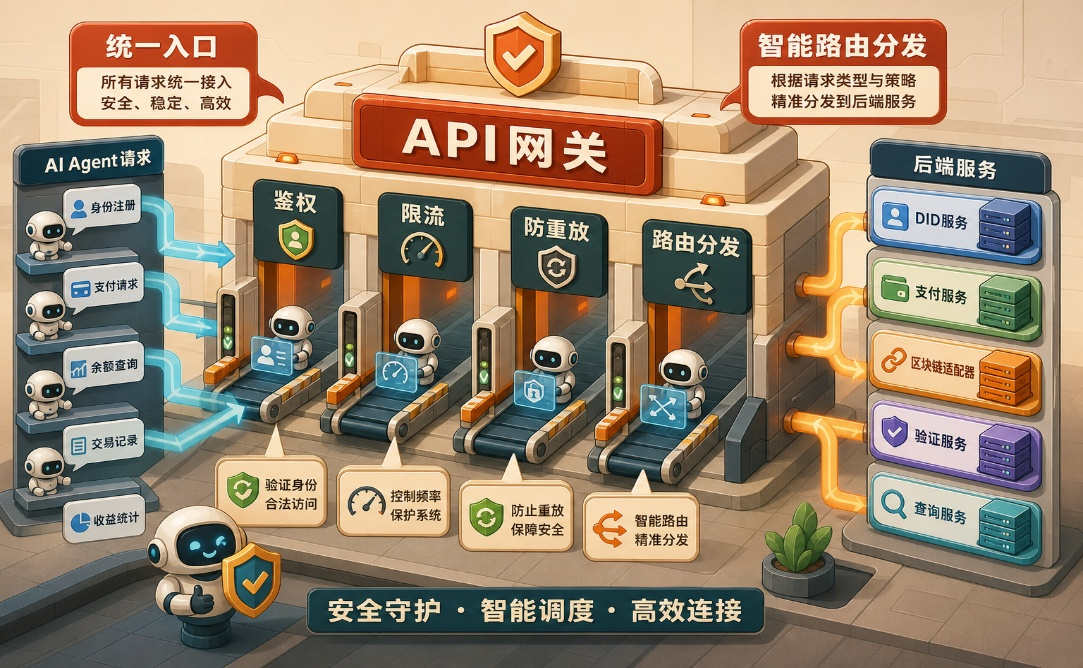 统一入口
所有请求统一接入
安全、稳定、高效
智能路由分发
根据请求类型与策略
精准分发到后端服务
API网关
AI Agent请求
身份注册
支付请求
余额查询
交易记录
收益统计
鉴权
限流
防重放
路由分发
验证身份
合法访问
控制频率
保护系统
防止重放
保障安全
智能路由
精准分发
后端服务
DID服务
支付服务
区块链适配器
验证服务
查询服务
安全守护 · 智能调度 · 高效连接